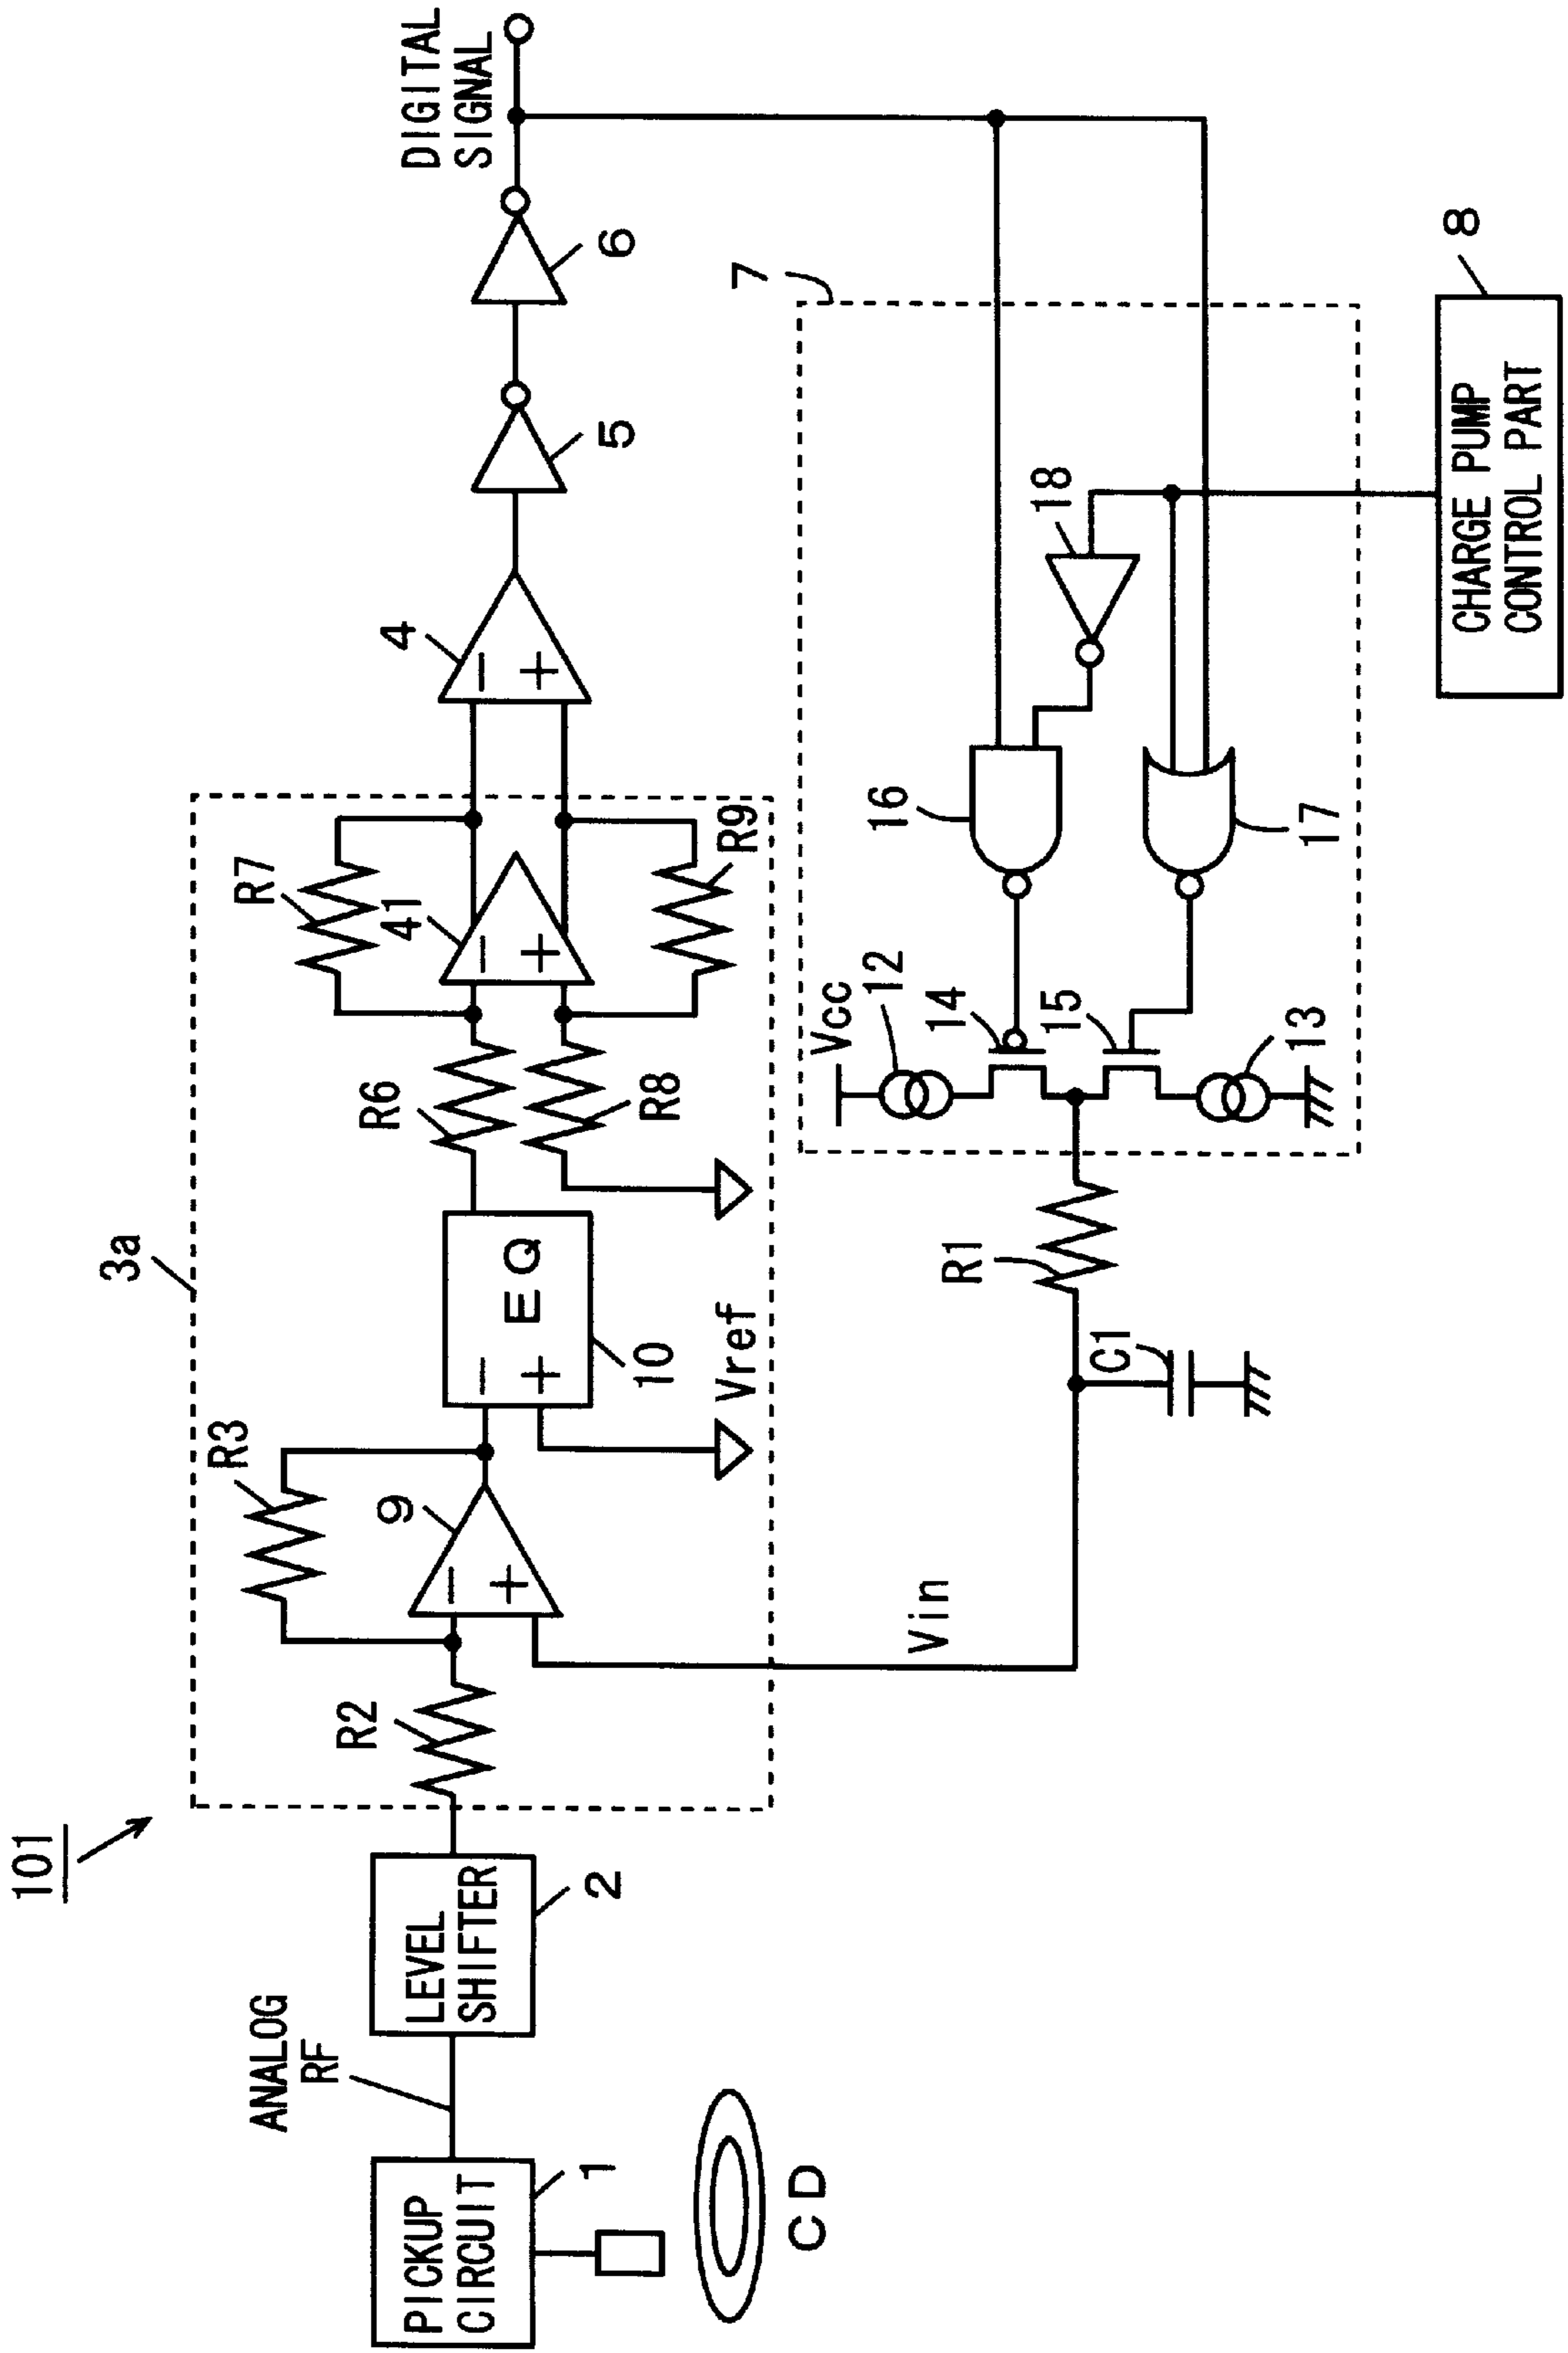 101
3a
PICKUP
CIRCUIT
1
CD
ANALOG
RF
LEVEL
SHIFTER
2
R2
R3
9
−
+
Vin
EQ
−
+
10
Vref
R6
R8
R7
41
−
+
R9
4
−
+
5
6
DIGITAL
SIGNAL
7
Vcc
12
14
15
13
16
17
18
R1
C1
8
CHARGE PUMP
CONTROL PART